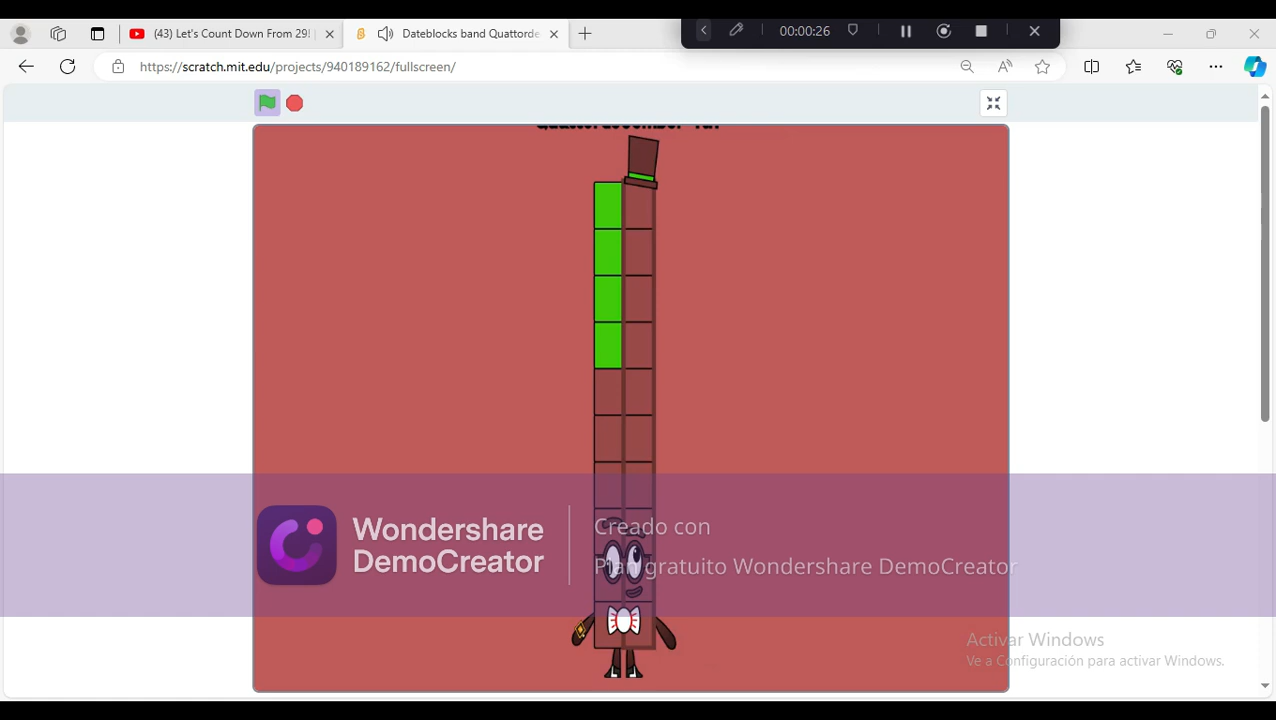 (43) Let's Count Down From 29! |
Dateblocks band Quattorde
00:00:26
https://scratch.mit.edu/projects/940189162/fullscreen/
Wondershare
DemoCreator
Creado con
Plan gratuito Wondershare DemoCreator
Activar Windows
Ve a Configuración para activar Windows.